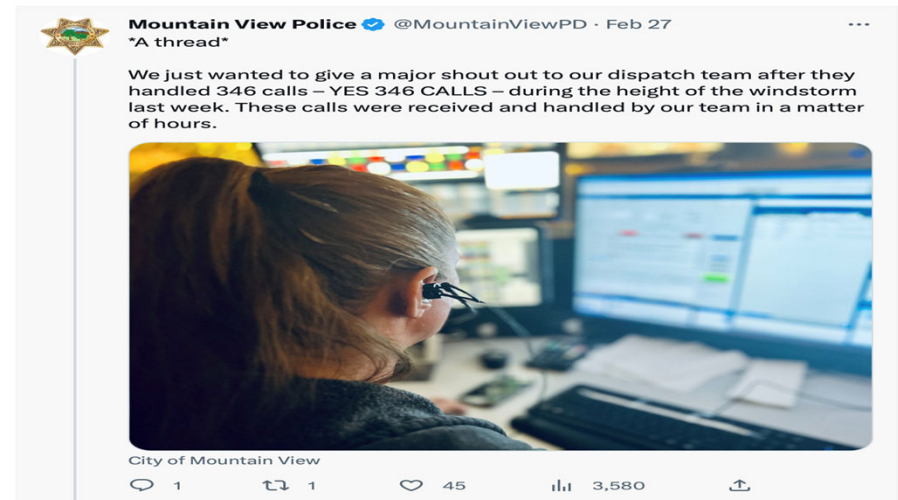 Mountain View Police @MountainViewPD · Feb 27
*A thread*
We just wanted to give a major shout out to our dispatch team after they
handled 346 calls – YES 346 CALLS – during the height of the windstorm
last week. These calls were received and handled by our team in a matter
of hours.
City of Mountain View
1 1 45 3,580